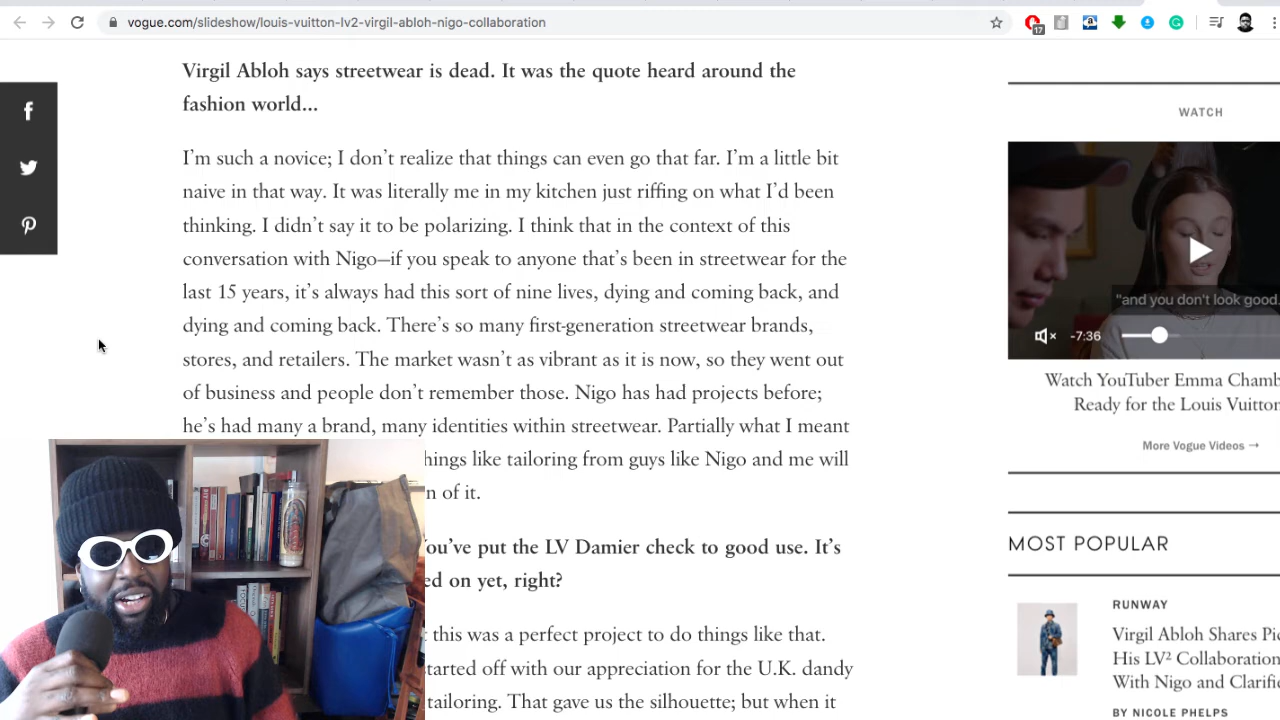 vogue.com/slideshow/louis-vuitton-lv2-virgil-abloh-nigo-collaboration
17
Virgil Abloh says streetwear is dead. It was the quote heard around the
fashion world...
I'm such a novice; I don't realize that things can even go that far. I'm a little bit
naive in that way. It was literally me in my kitchen just riffing on what I'd been
thinking. I didn't say it to be polarizing. I think that in the context of this
conversation with Nigo—if you speak to anyone that's been in streetwear for the
last 15 years, it's always had this sort of nine lives, dying and coming back, and
dying and coming back. There's so many first-generation streetwear brands,
stores, and retailers. The market wasn't as vibrant as it is now, so they went out
of business and people don't remember those. Nigo has had projects before;
he's had many a brand, many identities within streetwear. Partially what I meant
hings like tailoring from guys like Nigo and me will
n of it.
You've put the LV Damier check to good use. It's
ed on yet, right?
t this was a perfect project to do things like that.
started off with our appreciation for the U.K. dandy
tailoring. That gave us the silhouette; but when it
WATCH
"and you don't look good.
-7:36
Watch YouTuber Emma Chamb
Ready for the Louis Vuitton
More Vogue Videos →
MOST POPULAR
RUNWAY
Virgil Abloh Shares Pi
His LV² Collaboration
With Nigo and Clarifi
BY NICOLE PHELPS